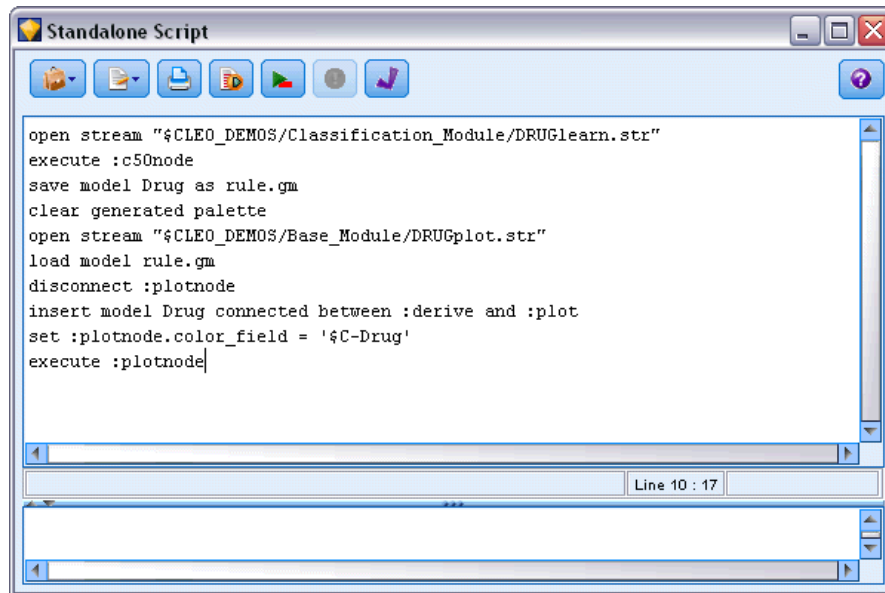 Standalone Script
open stream "$CLEO_DEMOS/Classification_Module/DRUGlearn.str"
execute :c50node
save model Drug as rule.gm
clear generated palette
open stream "$CLEO_DEMOS/Base_Module/DRUGplot.str"
load model rule.gm
disconnect :plotnode
insert model Drug connected between :derive and :plot
set :plotnode.color_field = '$C-Drug'
execute :plotnode
Line 10 : 17